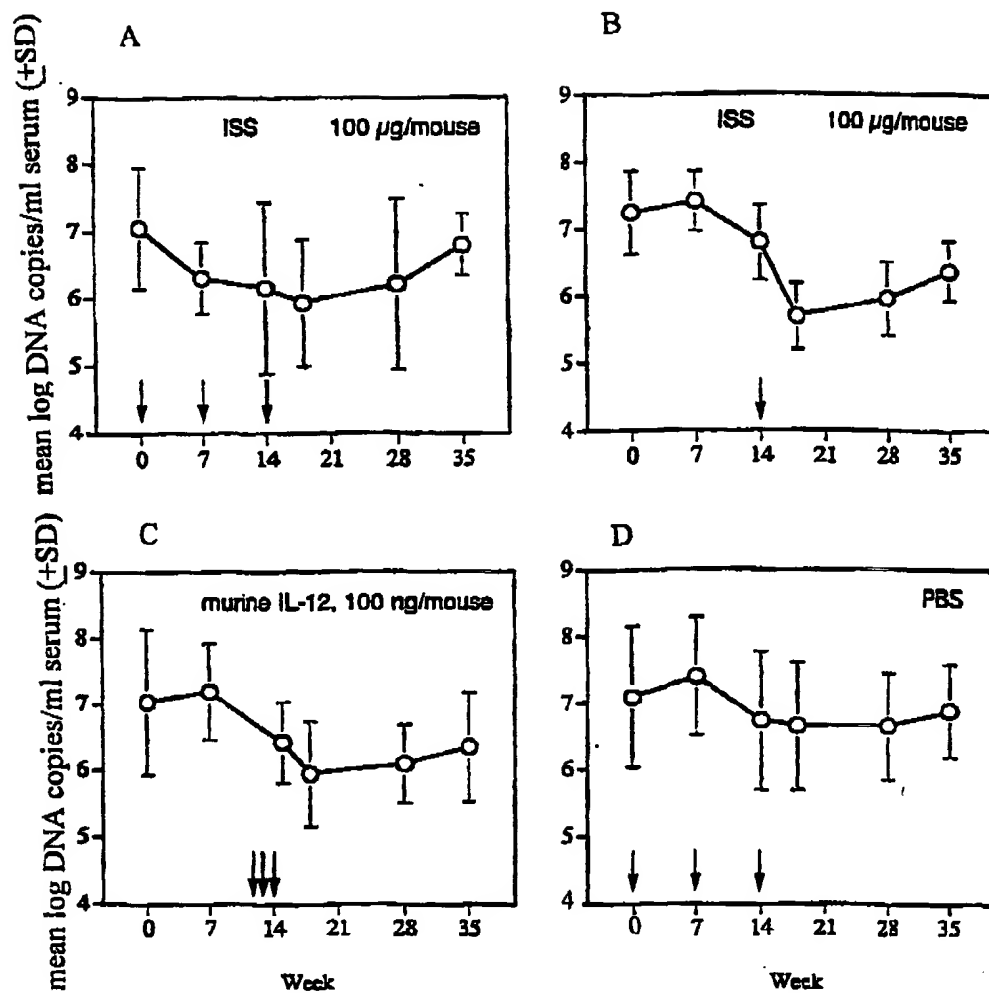 A
mean log DNA copies/ml serum (+SD)
9
8
7
6
5
4
ISS 100 µg/mouse
0 7 14 21 28 35
B
9
8
7
6
5
4
ISS 100 µg/mouse
0 7 14 21 28 35
C
mean log DNA copies/ml serum (+SD)
9
8
7
6
5
4
murine IL-12, 100 ng/mouse
0 7 14 21 28 35
Week
D
9
8
7
6
5
4
PBS
0 7 14 21 28 35
Week